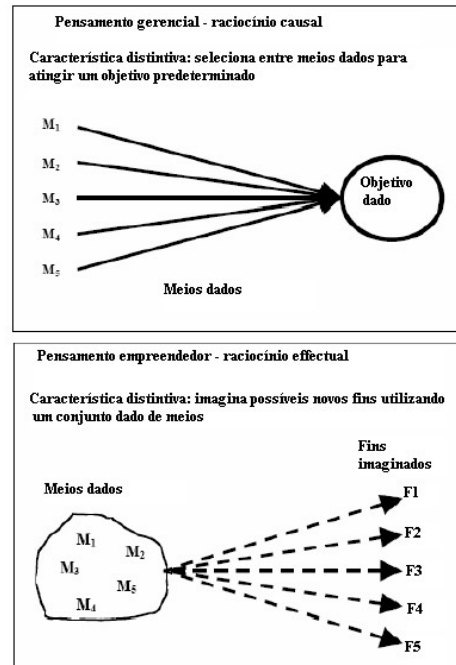 Pensamento gerencial - raciocínio causal
Característica distintiva: seleciona entre meios dados para
atingir um objetivo predeterminado
M1
M2
M3
M4
M5
Objetivo
dado
Meios dados
Pensamento empreendedor - raciocínio effectual
Característica distintiva: imagina possíveis novos fins utilizando
um conjunto dado de meios
Fins
imaginados
Meios dados
M1
M2
M3
M5
M4
F1
F2
F3
F4
F5